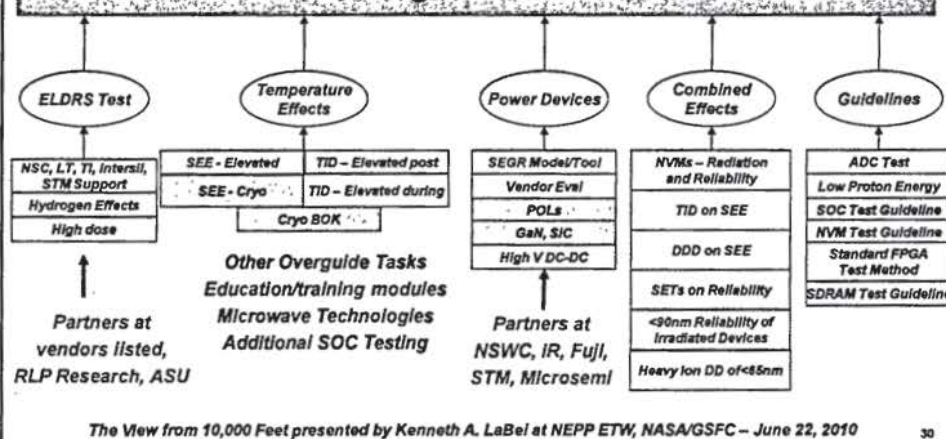 ELDRS Test
Temperature
Effects
Power Devices
Combined
Effects
Guidelines
NSC, LT, TI, Intersil,
STM Support
Hydrogen Effects
High dose
Partners at
vendors listed,
RLP Research, ASU
SEE - Elevated
TID – Elevated post
SEE - Cryo
TID – Elevated during
Cryo BOK
Other Overguide Tasks
Education/training modules
Microwave Technologies
Additional SOC Testing
SEGR Model/Tool
Vendor Eval
POLs
GaN, SiC
High V DC-DC
Partners at
NSWC, IR, Fuji,
STM, Microsemi
NVMs – Radiation
and Reliability
TID on SEE
DDD on SEE
SETs on Reliability
<90nm Reliability of
Irradiated Devices
Heavy Ion DD of<65nm
ADC Test
Low Proton Energy
SOC Test Guideline
NVM Test Guideline
Standard FPGA
Test Method
SDRAM Test Guideline
The View from 10,000 Feet presented by Kenneth A. LaBel at NEPP ETW, NASA/GSFC – June 22, 2010
30